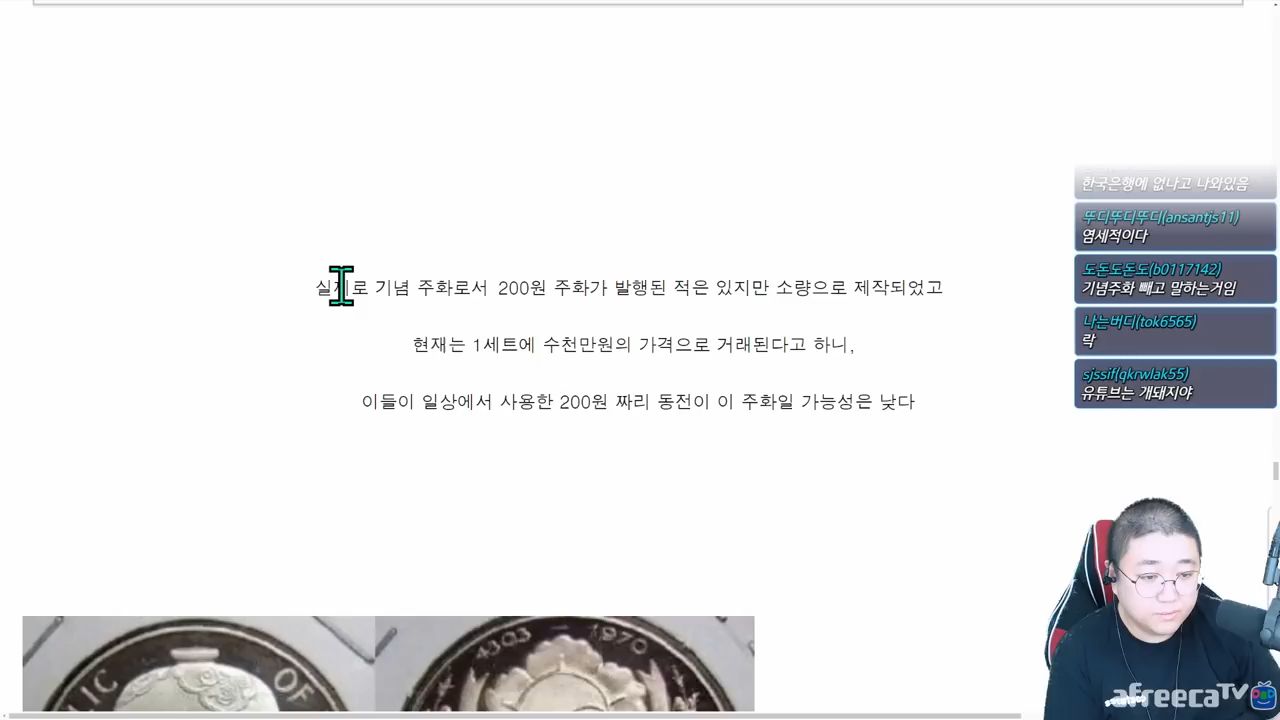 실제로 기념 주화로서 200원 주화가 발행된 적은 있지만 소량으로 제작되었고
현재는 1세트에 수천만원의 가격으로 거래된다고 하니,
이들이 일상에서 사용한 200원 짜리 동전이 이 주화일 가능성은 낮다
한국은행에 없냐고 나와있음
뚜디뚜디뚜디(ansantjs11)
염세적이다
도돈도돈도(b0117142)
기념주화 빼고 말하는거임
나는버디(tok6565)
락
sjssif(qkrwlak55)
유튜브는 개돼지야
LIC OF
4303 - 1970
afreecaTV